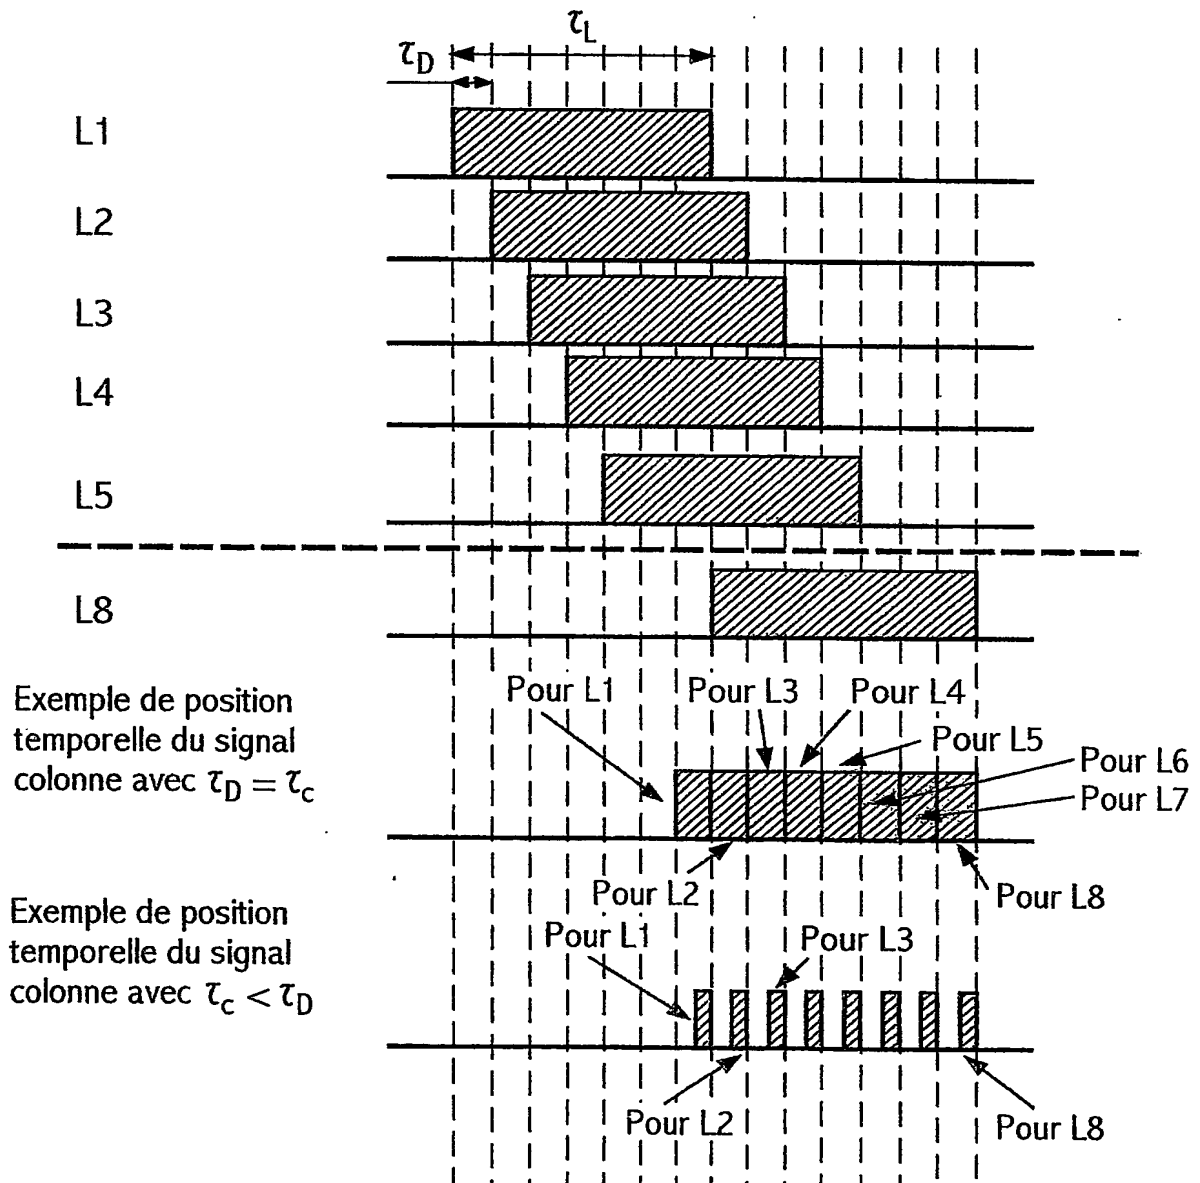 τL
τD
L1
L2
L3
L4
L5
L8
Pour L1
Pour L3
Pour L4
Exemple de position
temporelle du signal
colonne avec τD = τc
Pour L5
Pour L6
Pour L7
Pour L2
Pour L8
Exemple de position
temporelle du signal
colonne avec τc < τD
Pour L1
Pour L3
Pour L2
Pour L8